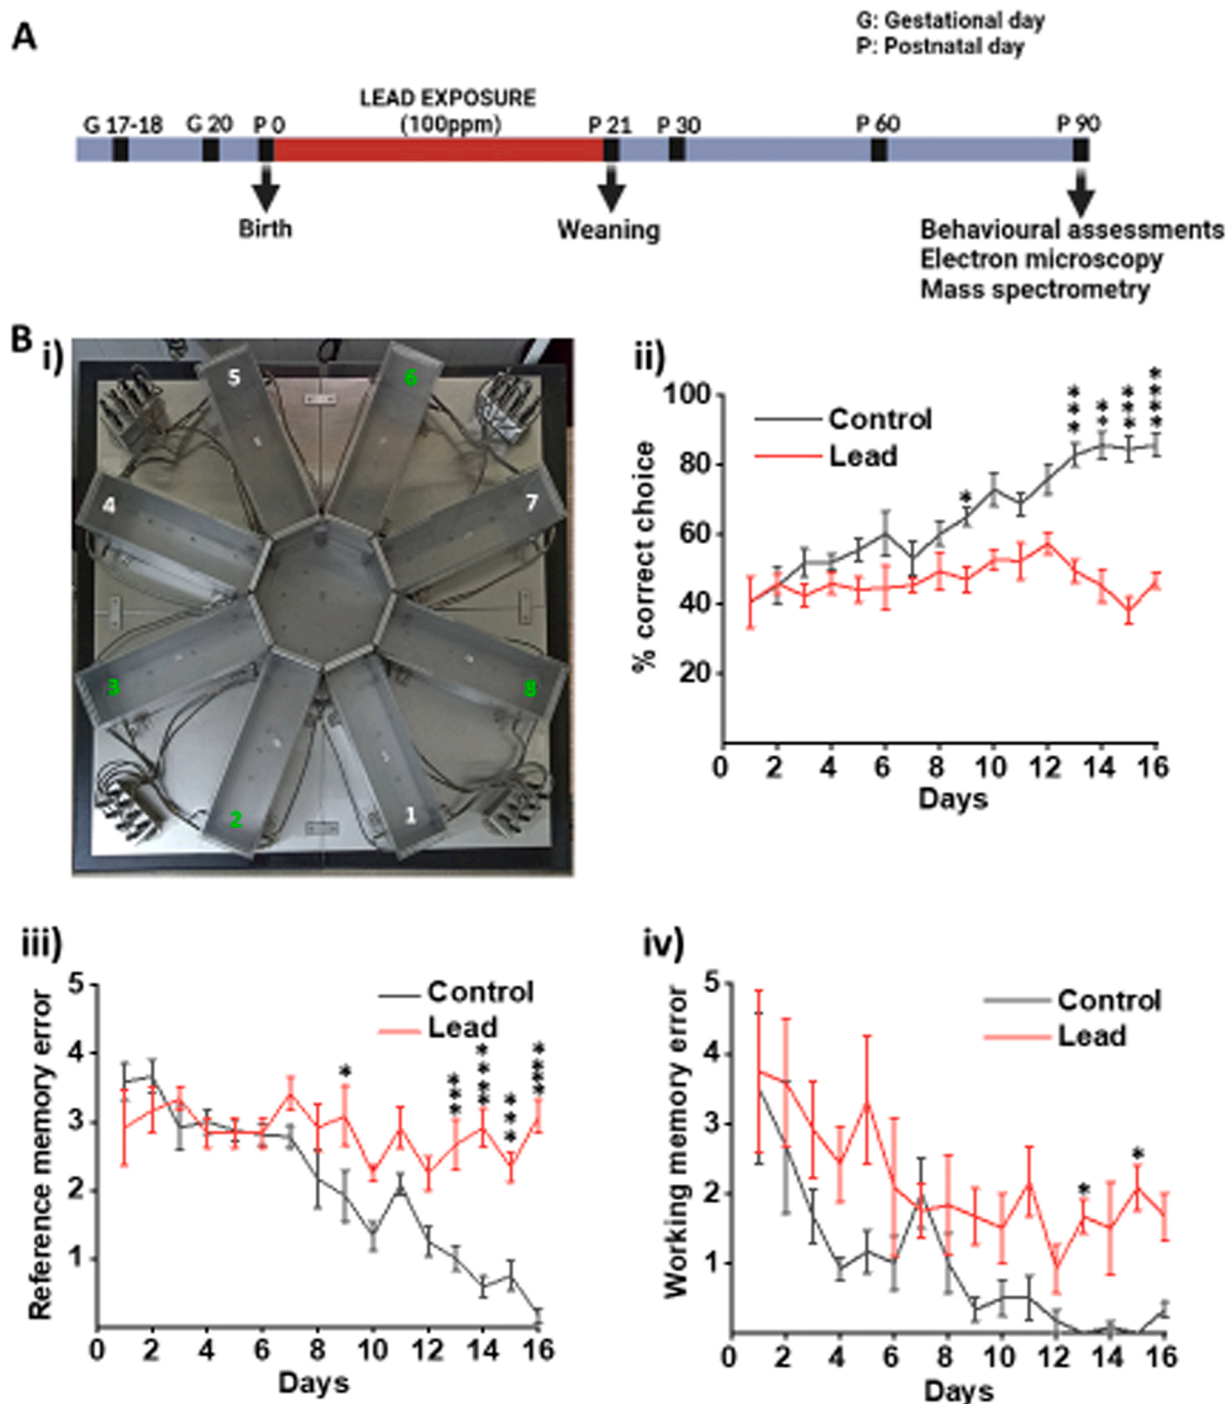 A
G: Gestational day
P: Postnatal day
LEAD EXPOSURE
(100ppm)
G 17-18 G 20 P 0 P 21 P 30 P 60 P 90
Birth
Weaning
Behavioural assessments
Electron microscopy
Mass spectrometry
B
i)
5
6
4
7
3
8
2
1
ii)
% correct choice
100
80
60
40
20
Control
Lead
*
***
**
***
****
0 2 4 6 8 10 12 14 16
Days
iii)
Reference memory error
5
4
3
2
1
Control
Lead
*
***
****
***
****
0 2 4 6 8 10 12 14 16
Days
iv)
Working memory error
5
4
3
2
1
Control
Lead
*
*
0 2 4 6 8 10 12 14 16
Days